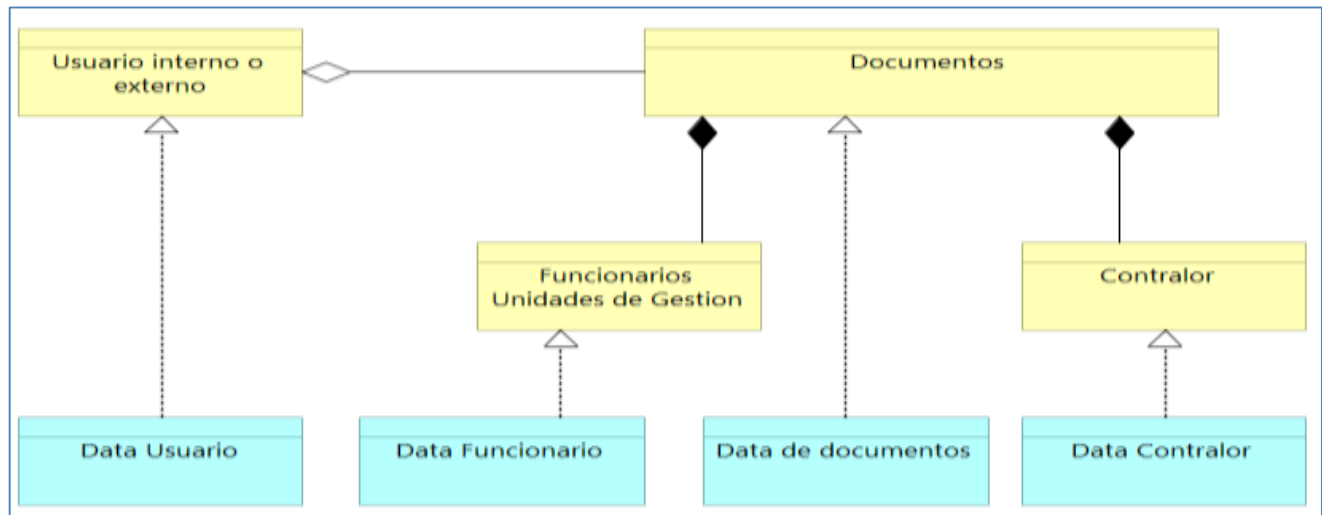 Usuario interno o
externo
Documentos
Funcionarios
Unidades de Gestion
Contralor
Data Usuario
Data Funcionario
Data de documentos
Data Contralor